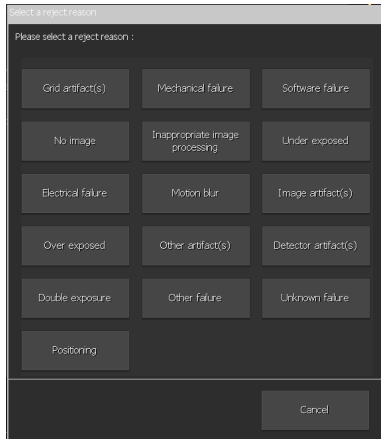 Select a reject reason
Please select a reject reason :
Grid artifact(s)
Mechanical failure
Software failure
No image
Inappropriate image
processing
Under exposed
Electrical failure
Motion blur
Image artifact(s)
Over exposed
Other artifact(s)
Detector artifact(s)
Double exposure
Other failure
Unknown failure
Positioning
Cancel